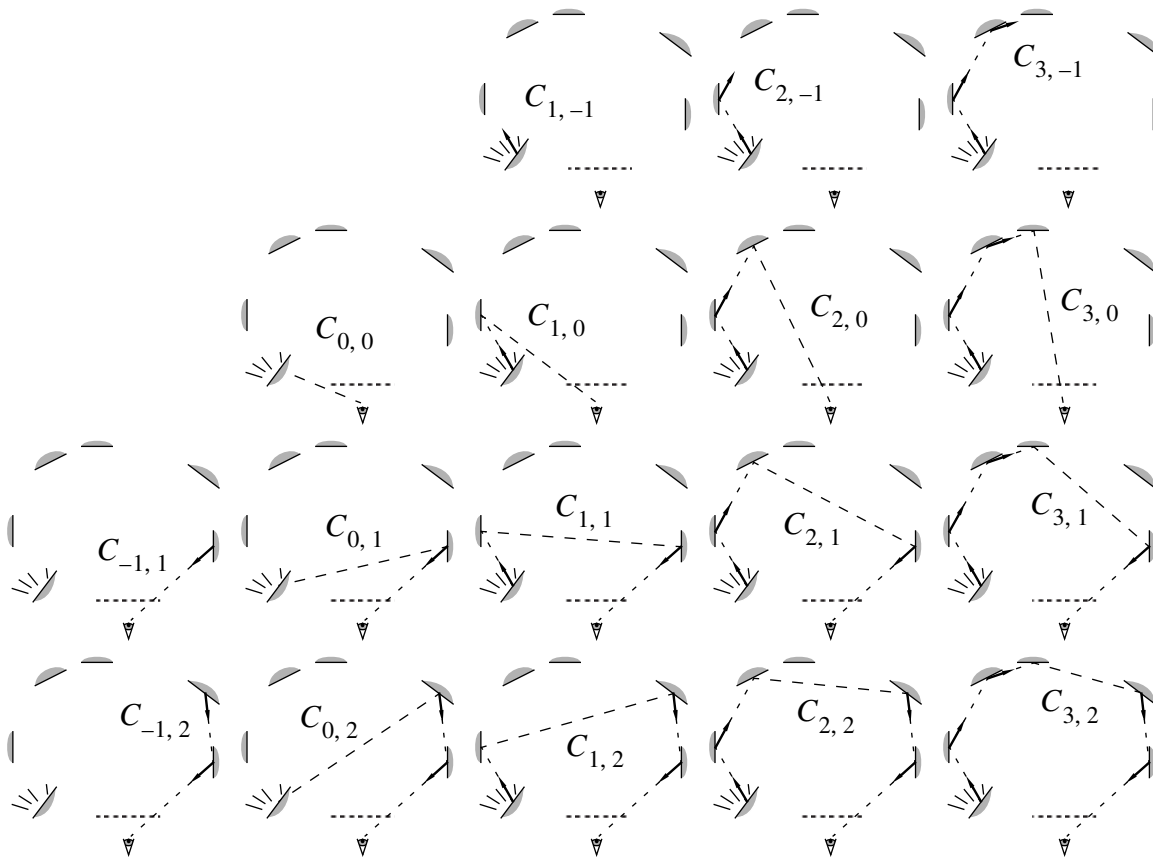 C1, −1
C2, −1
C3, −1
C0, 0
C1, 0
C2, 0
C3, 0
C−1, 1
C0, 1
C1, 1
C2, 1
C3, 1
C−1, 2
C0, 2
C1, 2
C2, 2
C3, 2